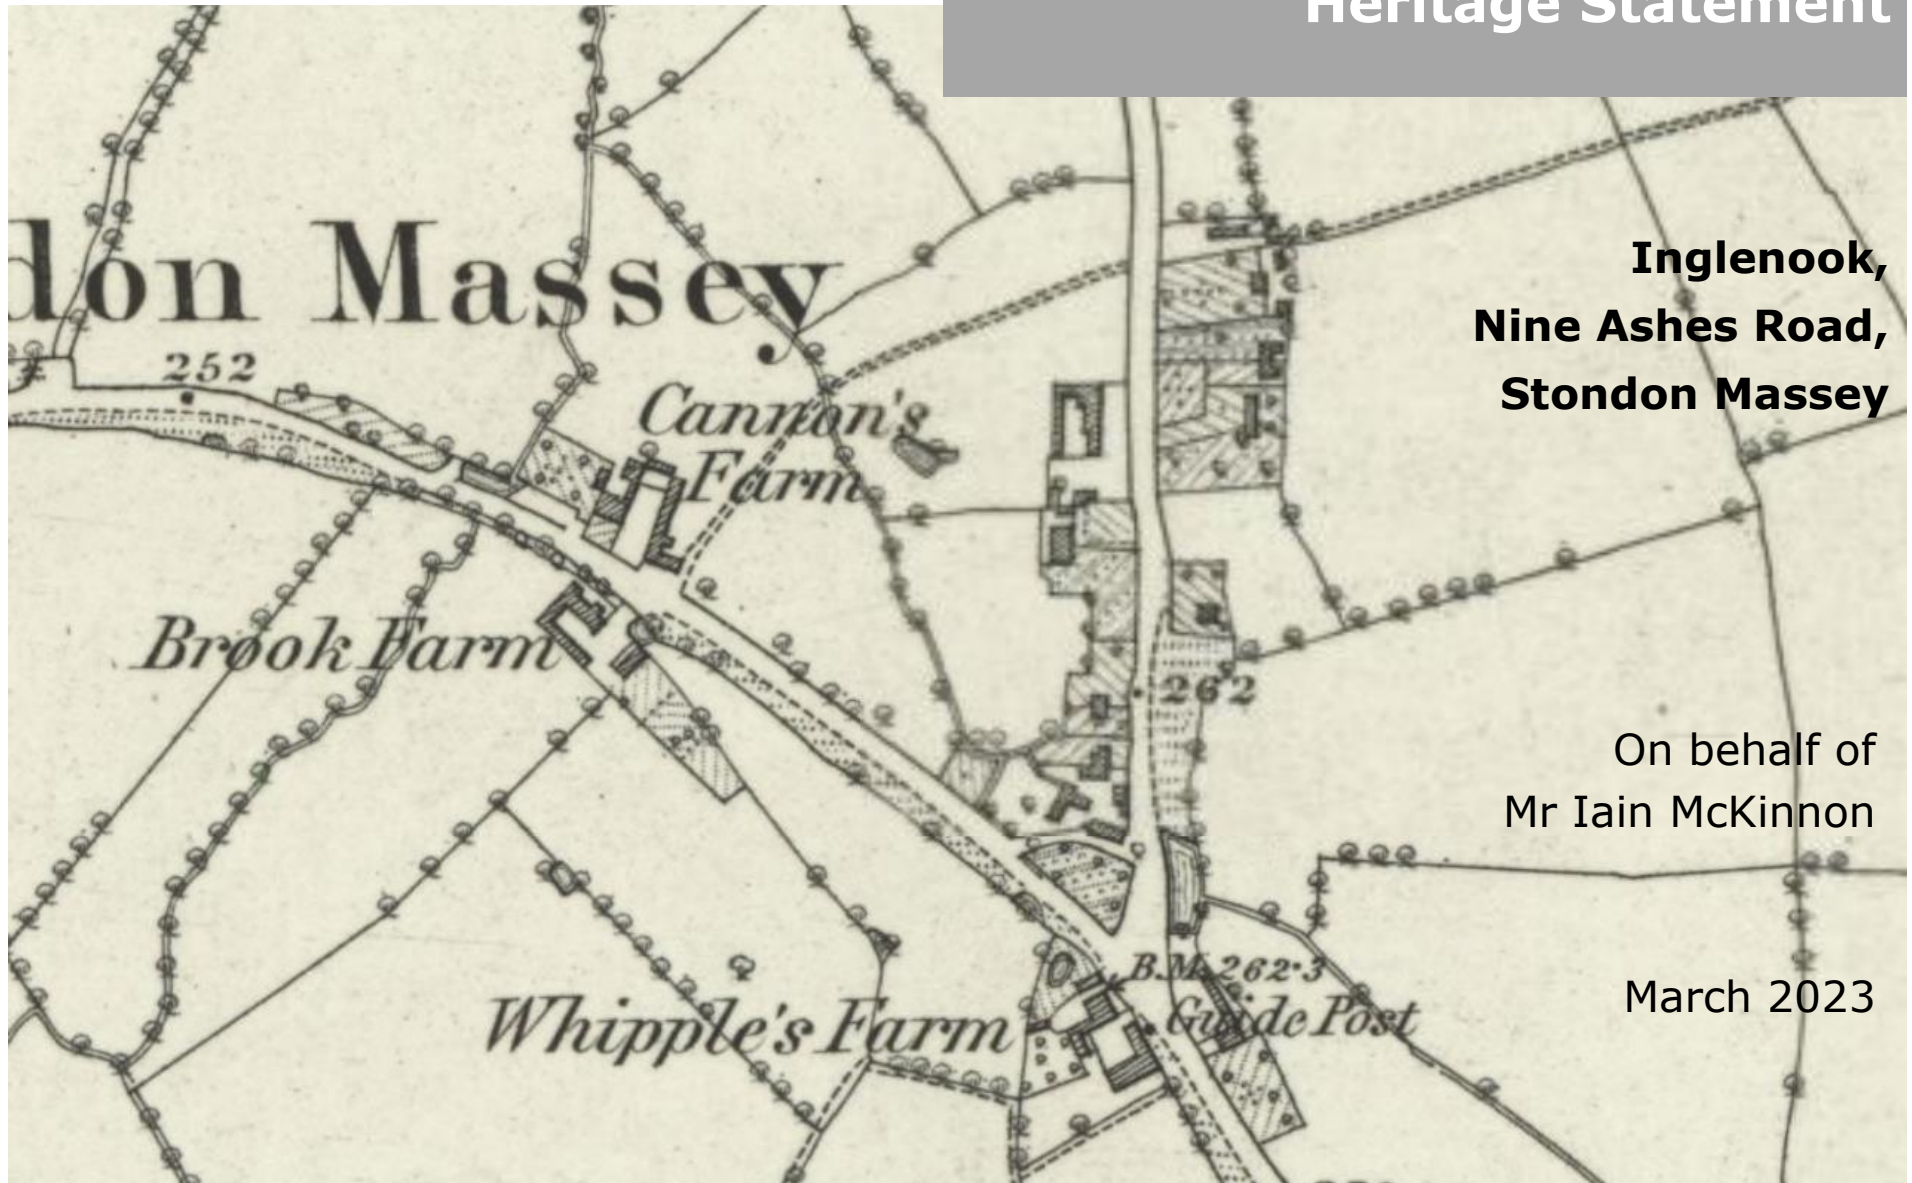 Heritage Statement
Inglenook,
Nine Ashes Road,
Stondon Massey
don Massey
252
Cannon's
Farm
Brook Farm
262
On behalf of
Mr Iain McKinnon
B.M. 262·3
Whipple's Farm
Guide Post
March 2023